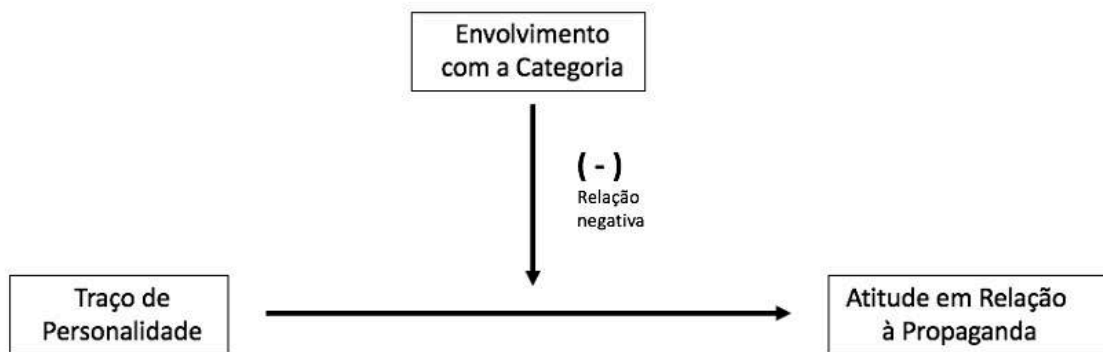 Envolvimento
com a Categoria
( - )
Relação
negativa
Traço de
Personalidade
Atitude em Relação
à Propaganda